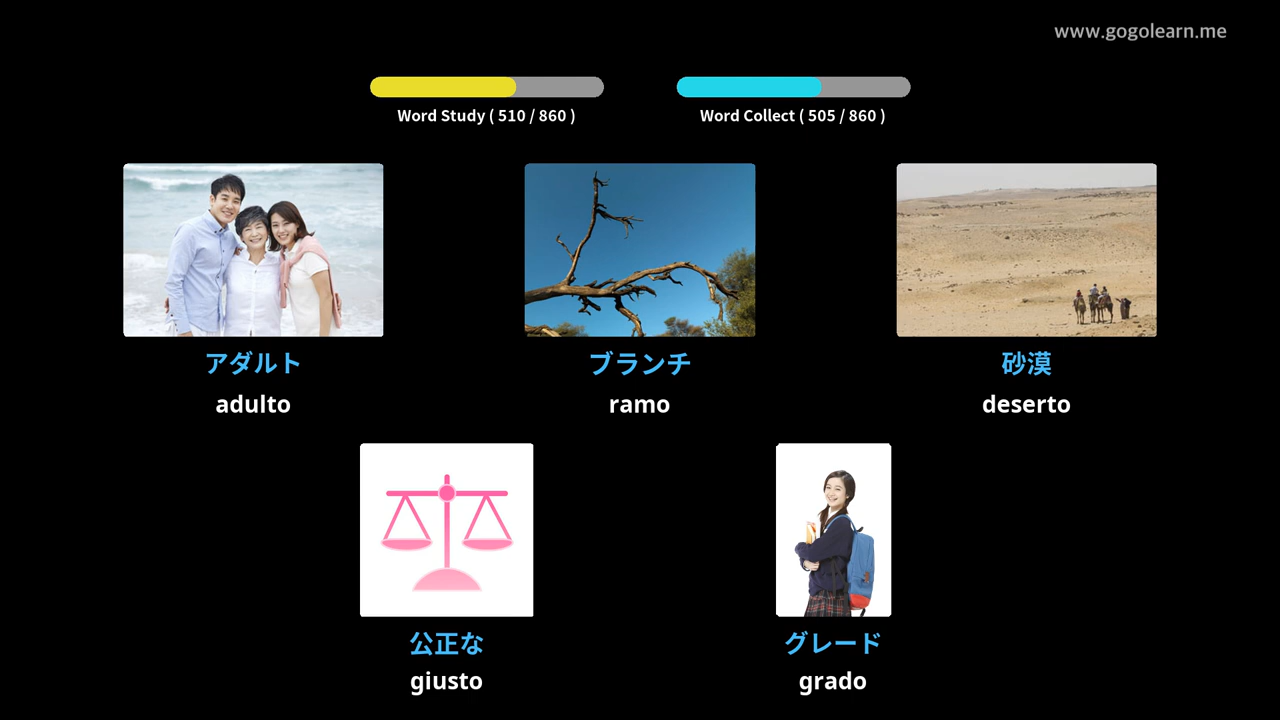 www.gogolearn.me
Word Study ( 510 / 860 )
Word Collect ( 505 / 860 )
アダルト
adulto
ブランチ
ramo
砂漠
deserto
公正な
giusto
グレード
grado